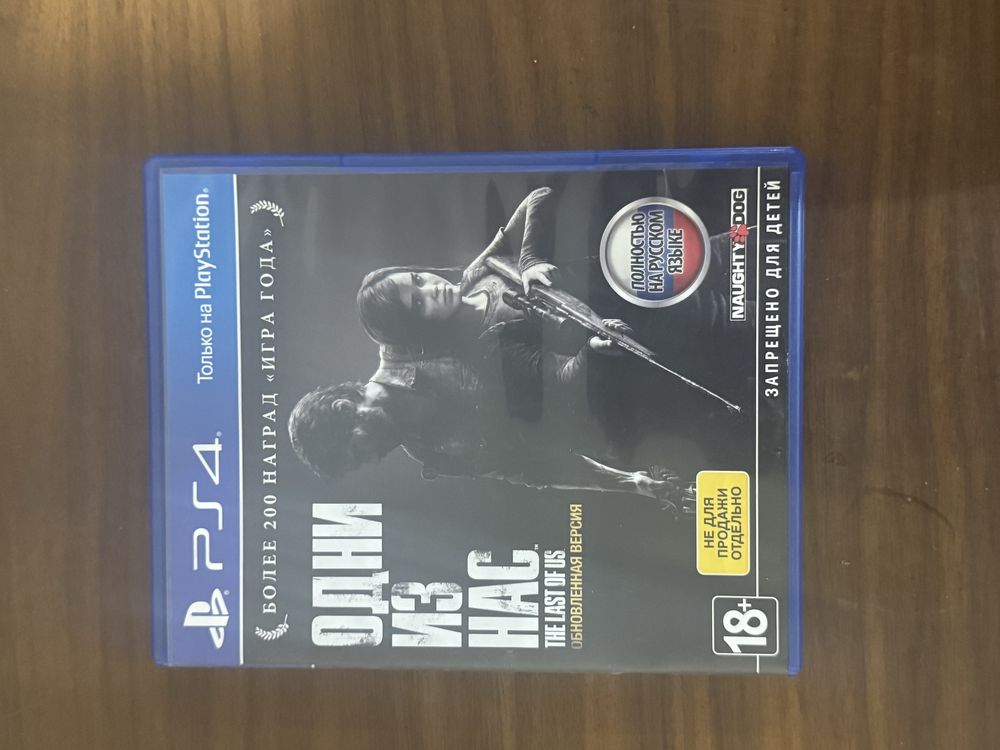 PS4
Только на PlayStation.
БОЛЕЕ 200 НАГРАД «ИГРА ГОДА»
ОДНИ
ИЗ
НАС™
THE LAST OF US
ОБНОВЛЕННАЯ ВЕРСИЯ
ПОЛНОСТЬЮ
НА РУССКОМ
ЯЗЫКЕ
НЕ ДЛЯ
ПРОДАЖИ
ОТДЕЛЬНО
NAUGHTY DOG
18+
ЗАПРЕЩЕНО ДЛЯ ДЕТЕЙ